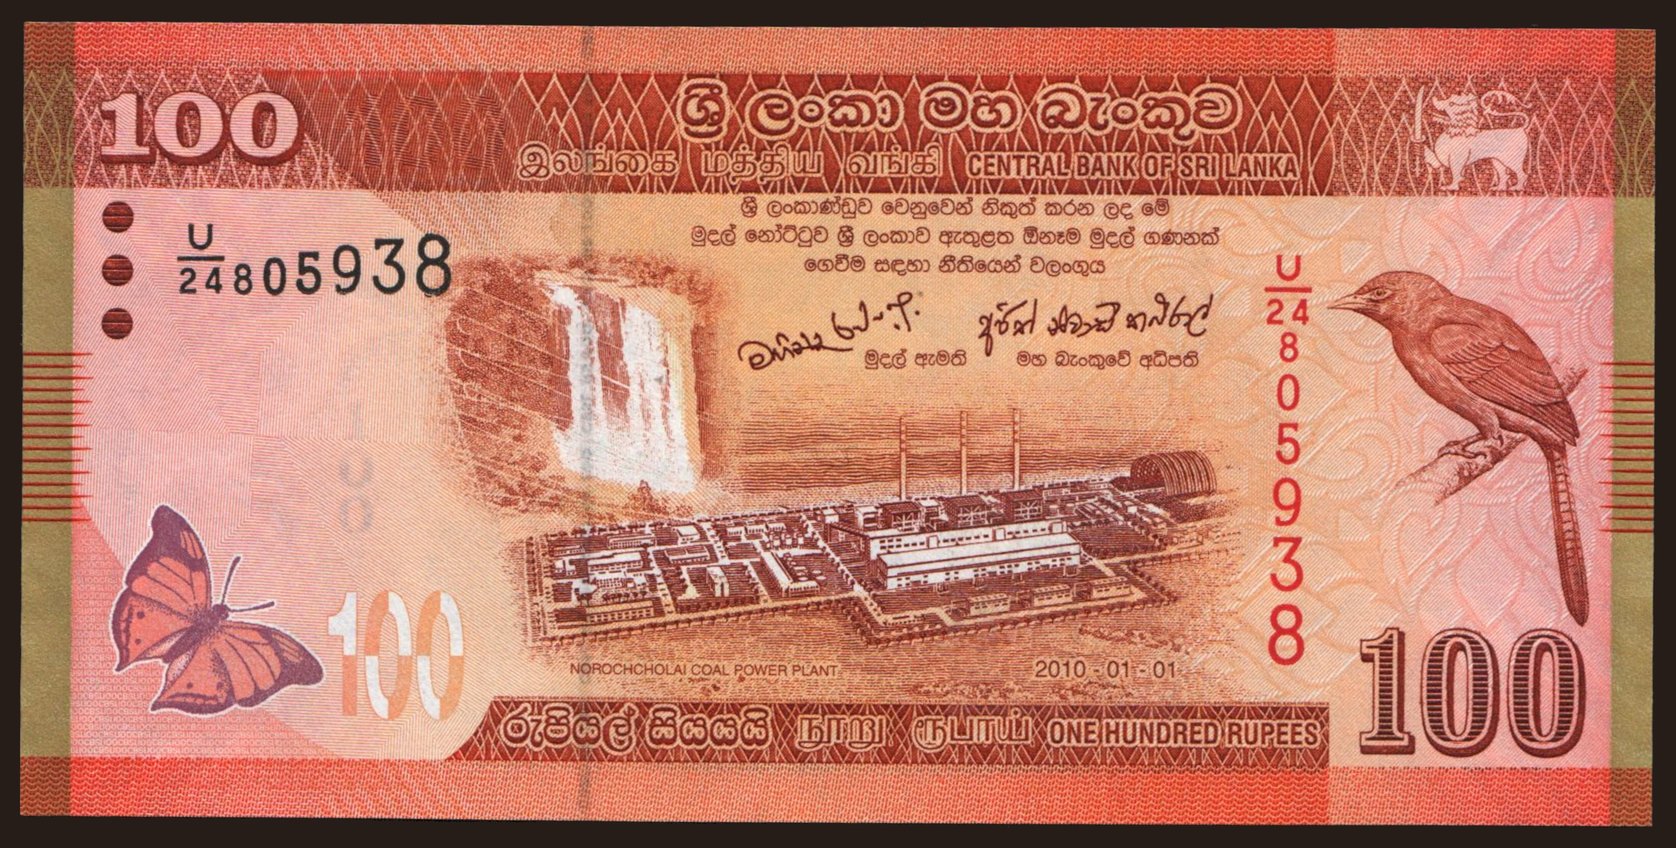 100
ශ්‍රී ලංකා මහ බැංකුව
இலங்கை மத்திய வங்கி CENTRAL BANK OF SRI LANKA
ශ්‍රී ලංකාණ්ඩුව වෙනුවෙන් නිකුත් කරන ලද මේ
මුදල් නෝට්ටුව ශ්‍රී ලංකාව ඇතුළත ඕනෑම මුදල් ගණනක්
ගෙවීම සඳහා නීතියෙන් වලංගුය
U/24 805938
මුදල් ඇමති මහ බැංකුවේ අධිපති
U/24 805938
100
NOROCHCHOLAI COAL POWER PLANT 2010 - 01 - 01
රුපියල් සියයයි நூறு ரூபாய் ONE HUNDRED RUPEES
100